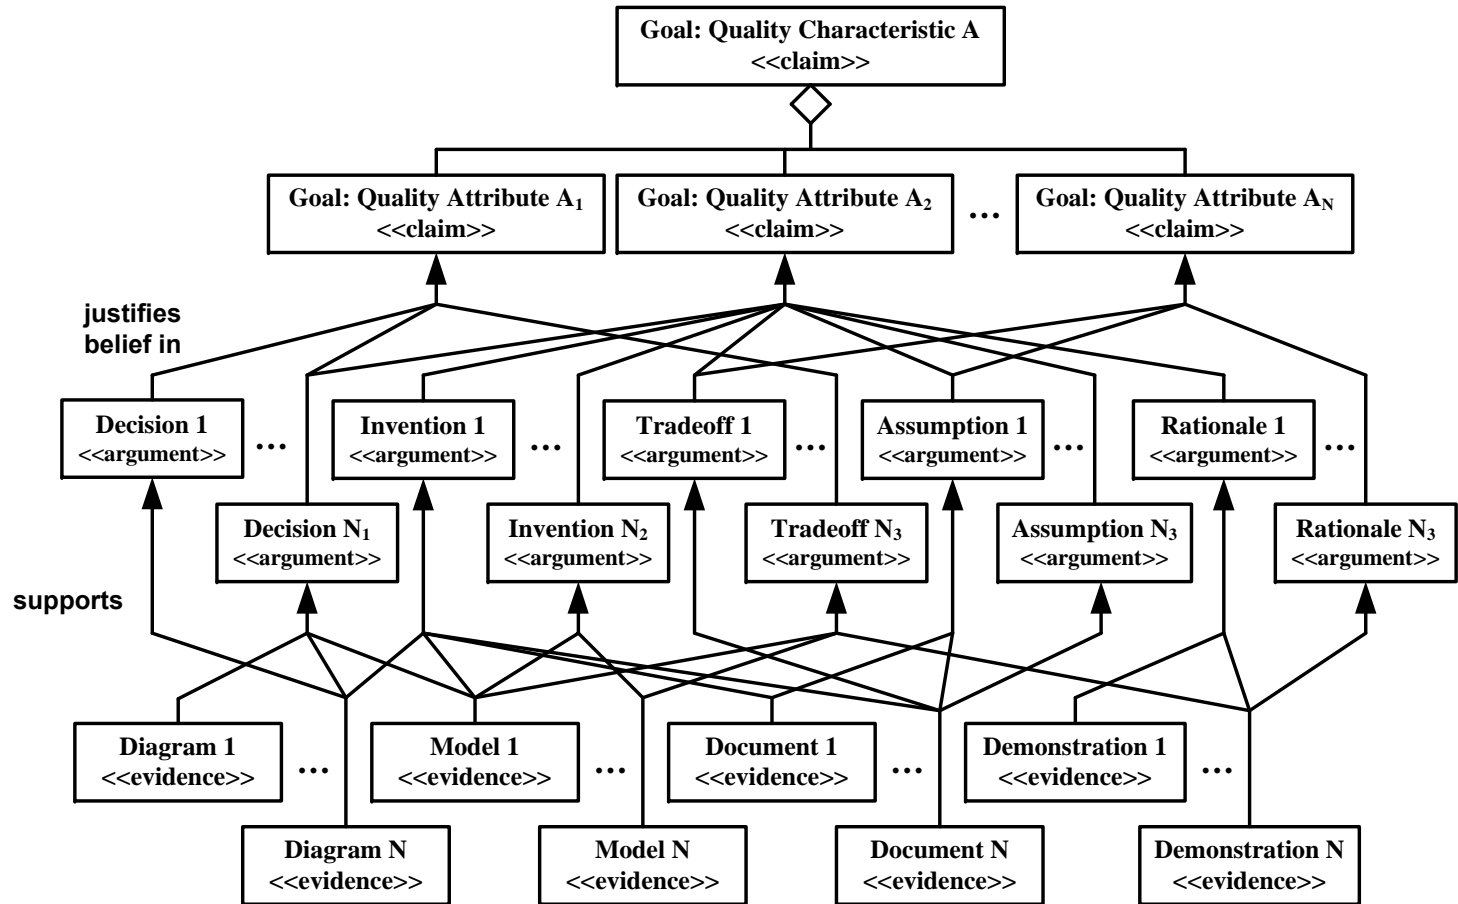 Goal: Quality Characteristic A
<<claim>>
Goal: Quality Attribute A₁
<<claim>>
Goal: Quality Attribute A₂
<<claim>>
...
Goal: Quality Attribute A_N
<<claim>>
justifies
belief in
Decision 1
<<argument>>
...
Invention 1
<<argument>>
...
Tradeoff 1
<<argument>>
...
Assumption 1
<<argument>>
...
Rationale 1
<<argument>>
...
Decision N₁
<<argument>>
Invention N₂
<<argument>>
Tradeoff N₃
<<argument>>
Assumption N₃
<<argument>>
Rationale N₃
<<argument>>
supports
Diagram 1
<<evidence>>
...
Model 1
<<evidence>>
...
Document 1
<<evidence>>
...
Demonstration 1
<<evidence>>
...
Diagram N
<<evidence>>
Model N
<<evidence>>
Document N
<<evidence>>
Demonstration N
<<evidence>>